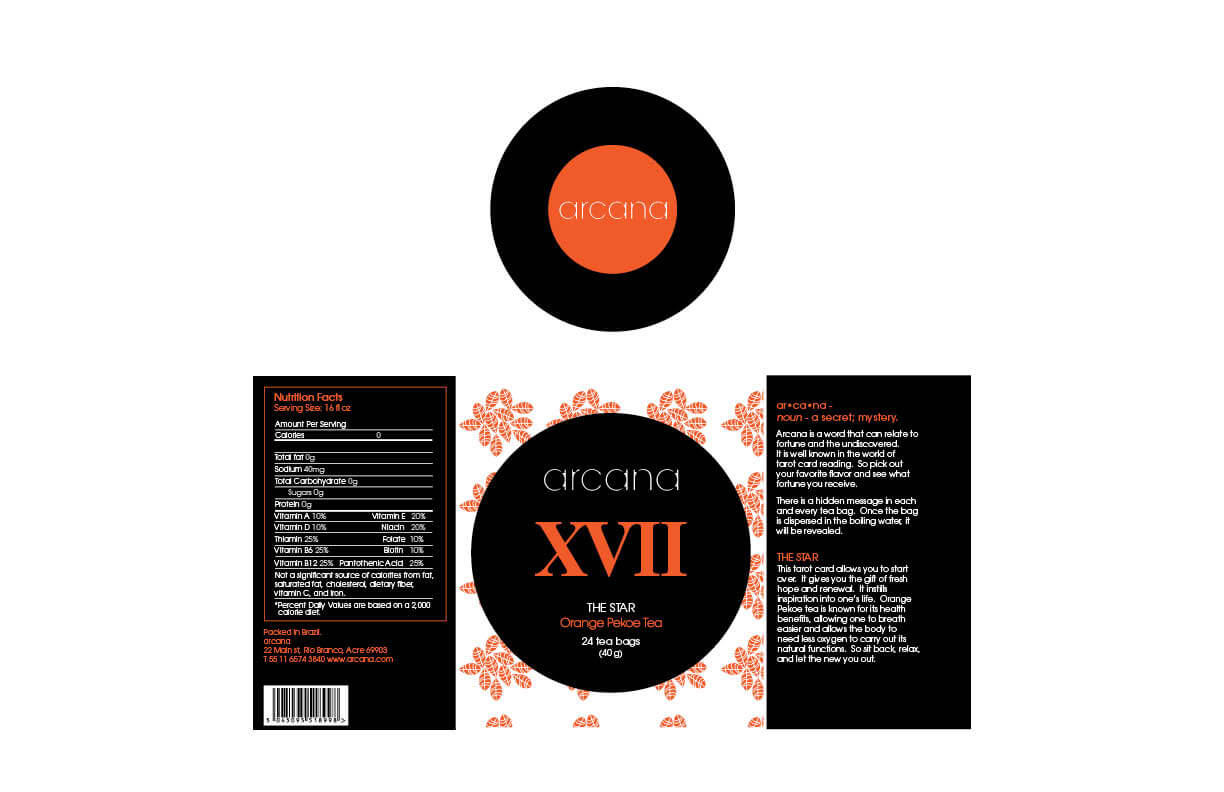 arcana
Nutrition Facts
Serving Size: 16 fl oz
Amount Per Serving
Calories 0
Total fat 0g
Sodium 40mg
Total Carbohydrate 0g
Sugars 0g
Protein 0g
Vitamin A 10% Vitamin E 20%
Vitamin D 10% Niacin 20%
Thiamin 25% Folate 10%
Vitamin B6 25% Biotin 10%
Vitamin B12 25% Pantothenic Acid 25%
Not a significant source of calories from fat,
saturated fat, cholesterol, dietary fiber,
vitamin C, and iron.
*Percent Daily Values are based on a 2,000
calorie diet.
Packed in Brazil.
arcana
22 Main st, Rio Branco, Acre 69903
T 55 11 6574 3840 www.arcana.com
arcana
XVII
THE STAR
Orange Pekoe Tea
24 tea bags
(40 g)
ar•ca•na -
noun - a secret; mystery.
Arcana is a word that can relate to
fortune and the undiscovered.
It is well known in the world of
tarot card reading. So pick out
your favorite flavor and see what
fortune you receive.
There is a hidden message in each
and every tea bag. Once the bag
is dispersed in the boiling water, it
will be revealed.
THE STAR
This tarot card allows you to start
over. It gives you the gift of fresh
hope and renewal. It instills
inspiration into one's life. Orange
Pekoe tea is known for its health
benefits, allowing one to breath
easier and allows the body to
need less oxygen to carry out its
natural functions. So sit back, relax,
and let the new you out.